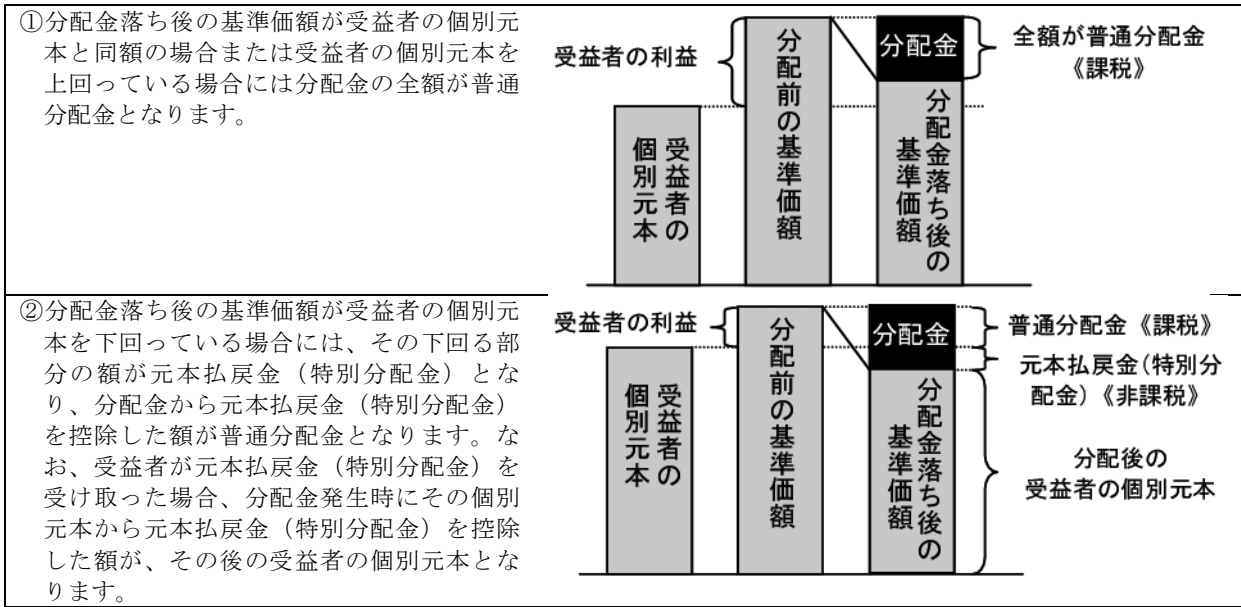 ①分配金落ち後の基準価額が受益者の個別元
本と同額の場合または受益者の個別元本を
上回っている場合には分配金の全額が普通
分配金となります。
受益者の利益
受益者の
個別元本
分配前の基準価額
分配金
分配金落ち後の
基準価額
全額が普通分配金
《課税》
②分配金落ち後の基準価額が受益者の個別元
本を下回っている場合には、その下回る部
分の額が元本払戻金（特別分配金）とな
り、分配金から元本払戻金（特別分配金）
を控除した額が普通分配金となります。な
お、受益者が元本払戻金（特別分配金）を
受け取った場合、分配金発生時にその個別
元本から元本払戻金（特別分配金）を控除
した額が、その後の受益者の個別元本とな
ります。
受益者の利益
受益者の
個別元本
分配前の基準価額
分配金
分配金落ち後の
基準価額
普通分配金《課税》
元本払戻金（特別分
配金）《非課税》
分配後の
受益者の個別元本